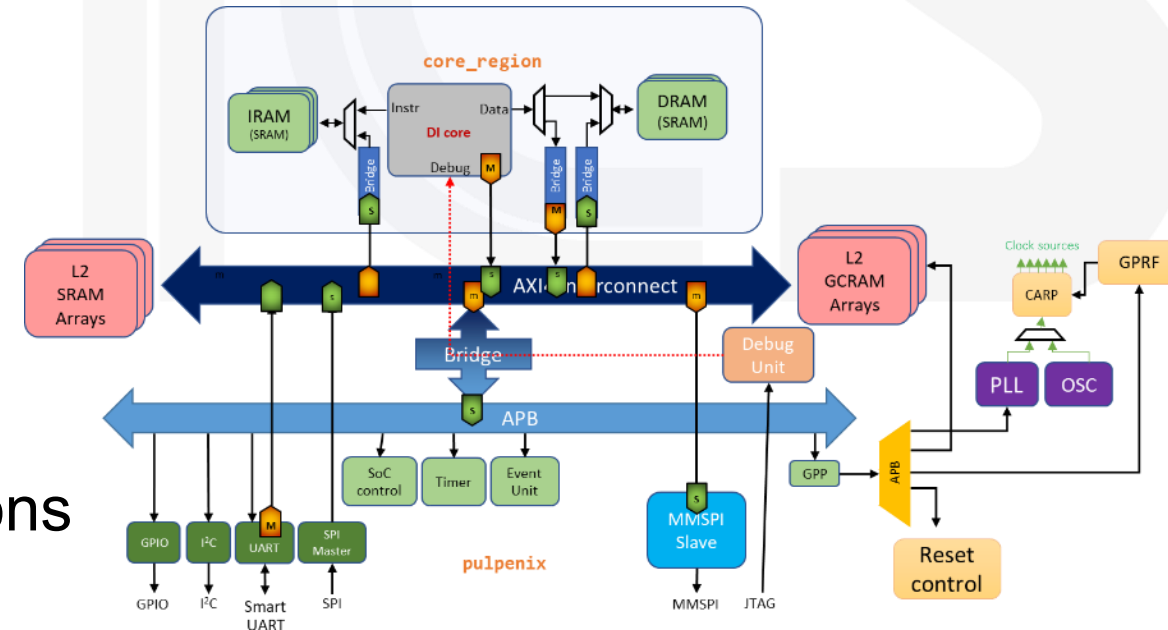 core_region
IRAM
(SRAM)
Instr
Data
DI core
Debug
M
DRAM
(SRAM)
Bridge
S
Bridge
M
Bridge
S
L2
SRAM
Arrays
m
m
S
S
AXI4 Interconnect
s
m
m
L2
GCRAM
Arrays
Clock sources
CARP
GPRF
PLL
OSC
Bridge
Debug
Unit
S
APB
SoC
control
Timer
Event
Unit
GPP
APB
GPIO
I²C
M
UART
SPI
Master
S
MMSPI
Slave
Reset
control
ons
pulpenix
GPIO
I²C
Smart
UART
SPI
MMSPI
JTAG